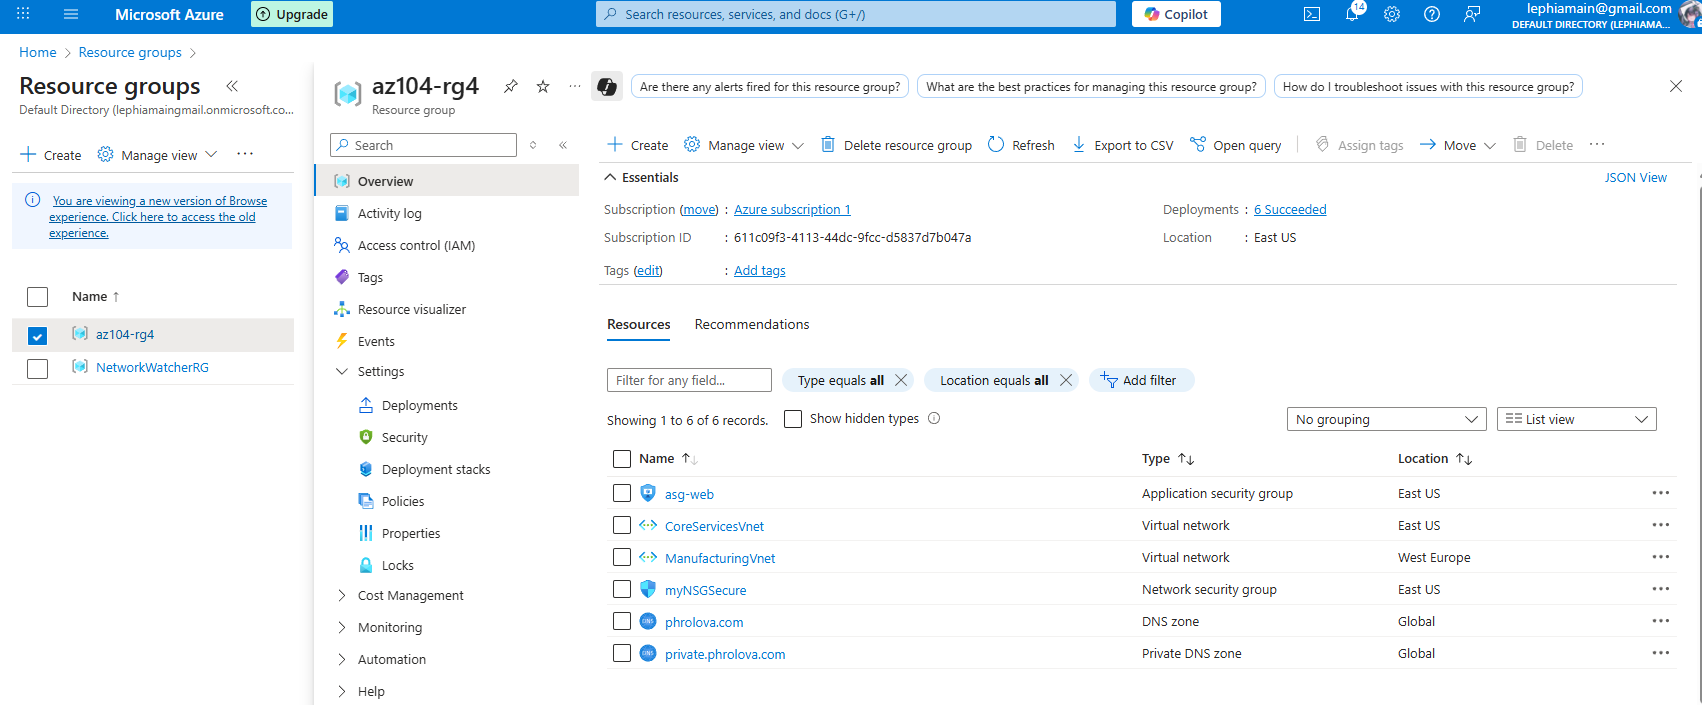 Microsoft Azure
Upgrade
Search resources, services, and docs (G+/)
Copilot
14
lephiamain@gmail.com
DEFAULT DIRECTORY (LEPHIAMA...
Home > Resource groups >
Resource groups
Default Directory (lephiamaingmail.onmicrosoft.co...
Create
Manage view
You are viewing a new version of Browse
experience. Click here to access the old
experience.
Name ↑
az104-rg4
NetworkWatcherRG
az104-rg4
Resource group
Are there any alerts fired for this resource group?
What are the best practices for managing this resource group?
How do I troubleshoot issues with this resource group?
Search
Overview
Activity log
Access control (IAM)
Tags
Resource visualizer
Events
Settings
Deployments
Security
Deployment stacks
Policies
Properties
Locks
Cost Management
Monitoring
Automation
Help
Create
Manage view
Delete resource group
Refresh
Export to CSV
Open query
Assign tags
Move
Delete
Essentials
JSON View
Subscription (move) : Azure subscription 1
Deployments : 6 Succeeded
Subscription ID : 611c09f3-4113-44dc-9fcc-d5837d7b047a
Location : East US
Tags (edit) : Add tags
Resources
Recommendations
Filter for any field...
Type equals all
Location equals all
Add filter
Showing 1 to 6 of 6 records.
Show hidden types
No grouping
List view
Name ↑↓ Type ↑↓ Location ↑↓
asg-web Application security group East US
CoreServicesVnet Virtual network East US
ManufacturingVnet Virtual network West Europe
myNSGSecure Network security group East US
DNS phrolova.com DNS zone Global
DNS private.phrolova.com Private DNS zone Global